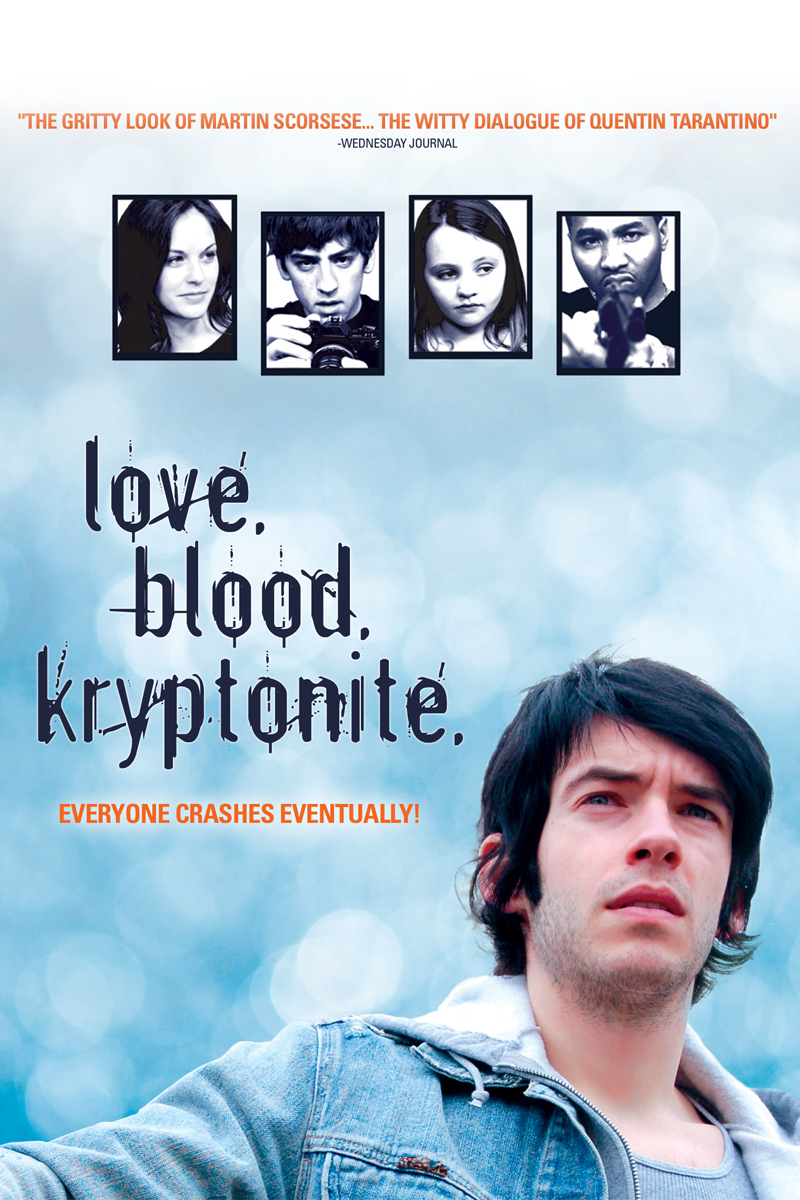 "THE GRITTY LOOK OF MARTIN SCORSESE... THE WITTY DIALOGUE OF QUENTIN TARANTINO"
-WEDNESDAY JOURNAL
love.
blood.
kryptonite.
EVERYONE CRASHES EVENTUALLY!